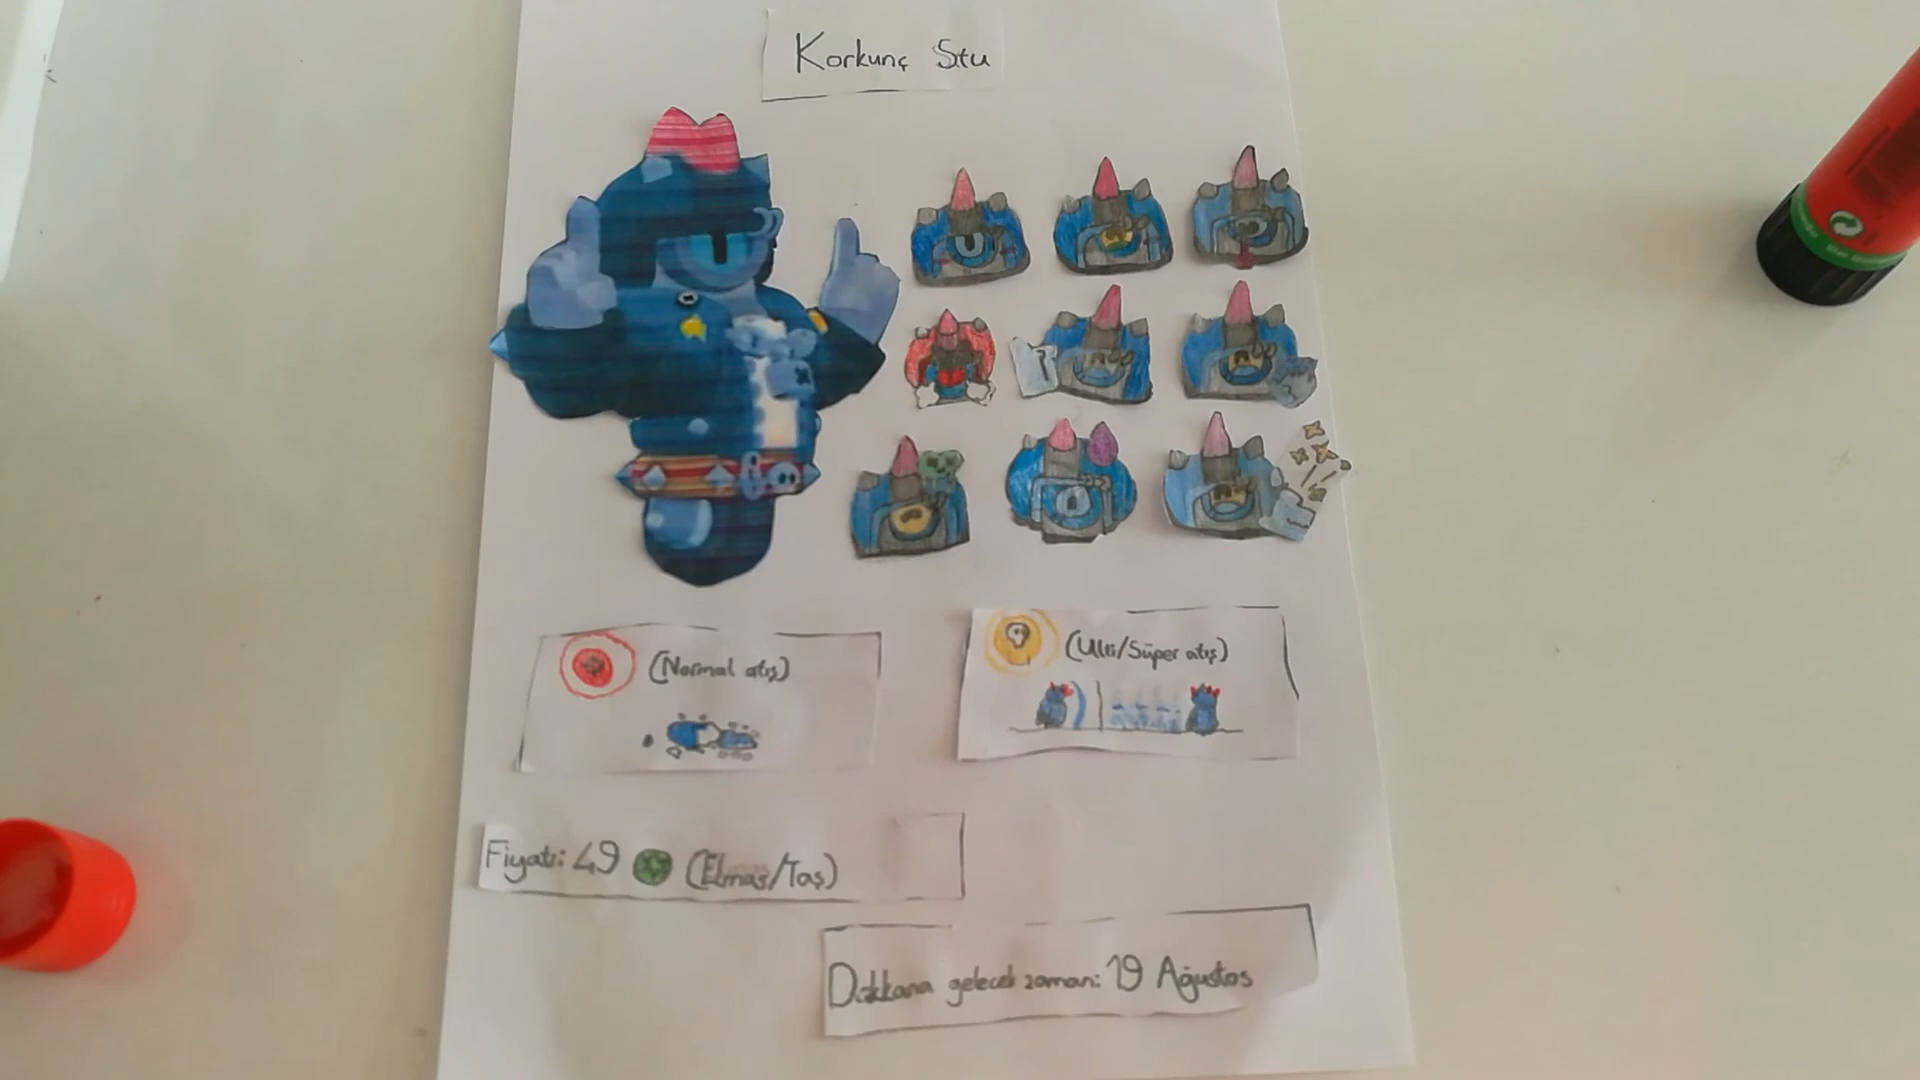 Korkunç Stu
(Normal atış)
(Ulti/Süper atış)
Fiyatı: 49 (Elmas/Taş)
Dükkana gelecek zaman: 19 Ağustos